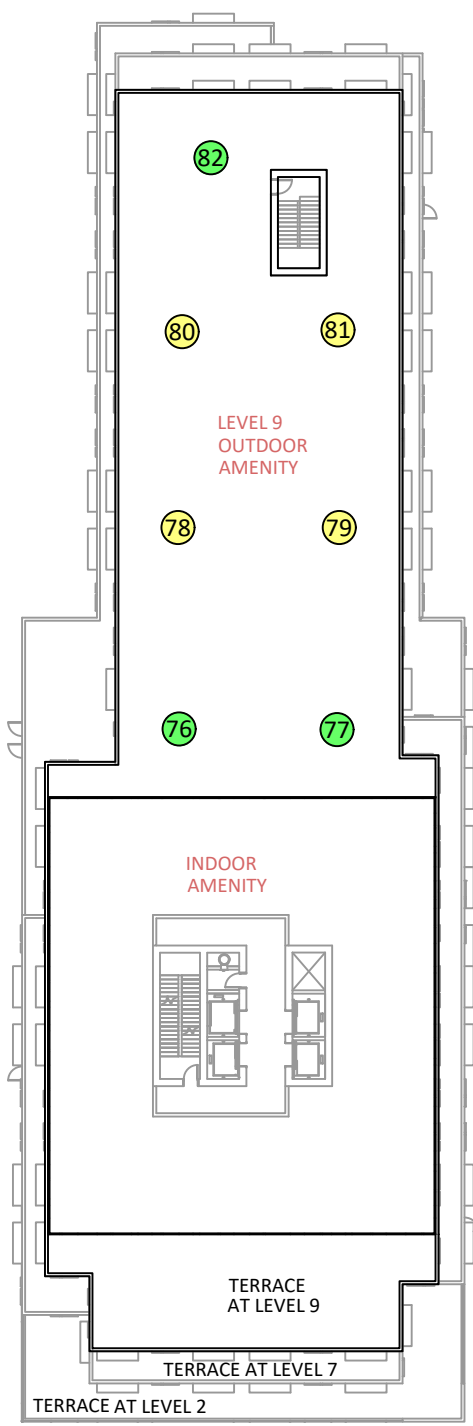 82
80
81
LEVEL 9
OUTDOOR
AMENITY
78
79
76
77
INDOOR
AMENITY
TERRACE
AT LEVEL 9
TERRACE AT LEVEL 7
TERRACE AT LEVEL 2